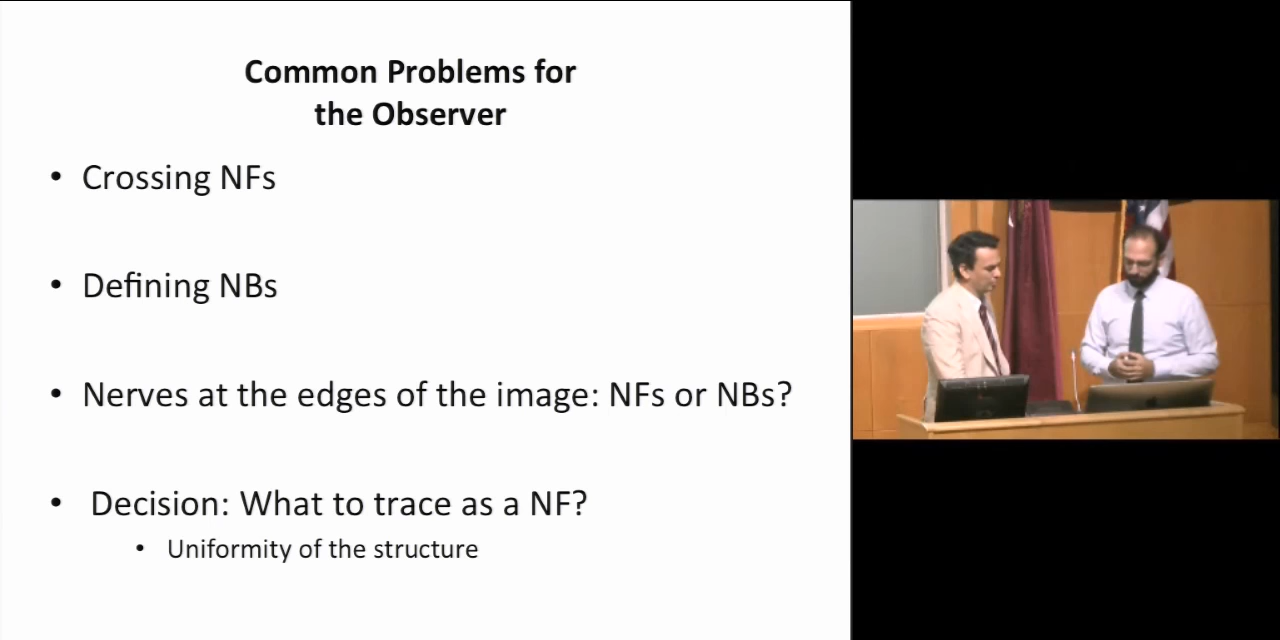 Common Problems for
the Observer
• Crossing NFs
• Defining NBs
• Nerves at the edges of the image: NFs or NBs?
• Decision: What to trace as a NF?
• Uniformity of the structure